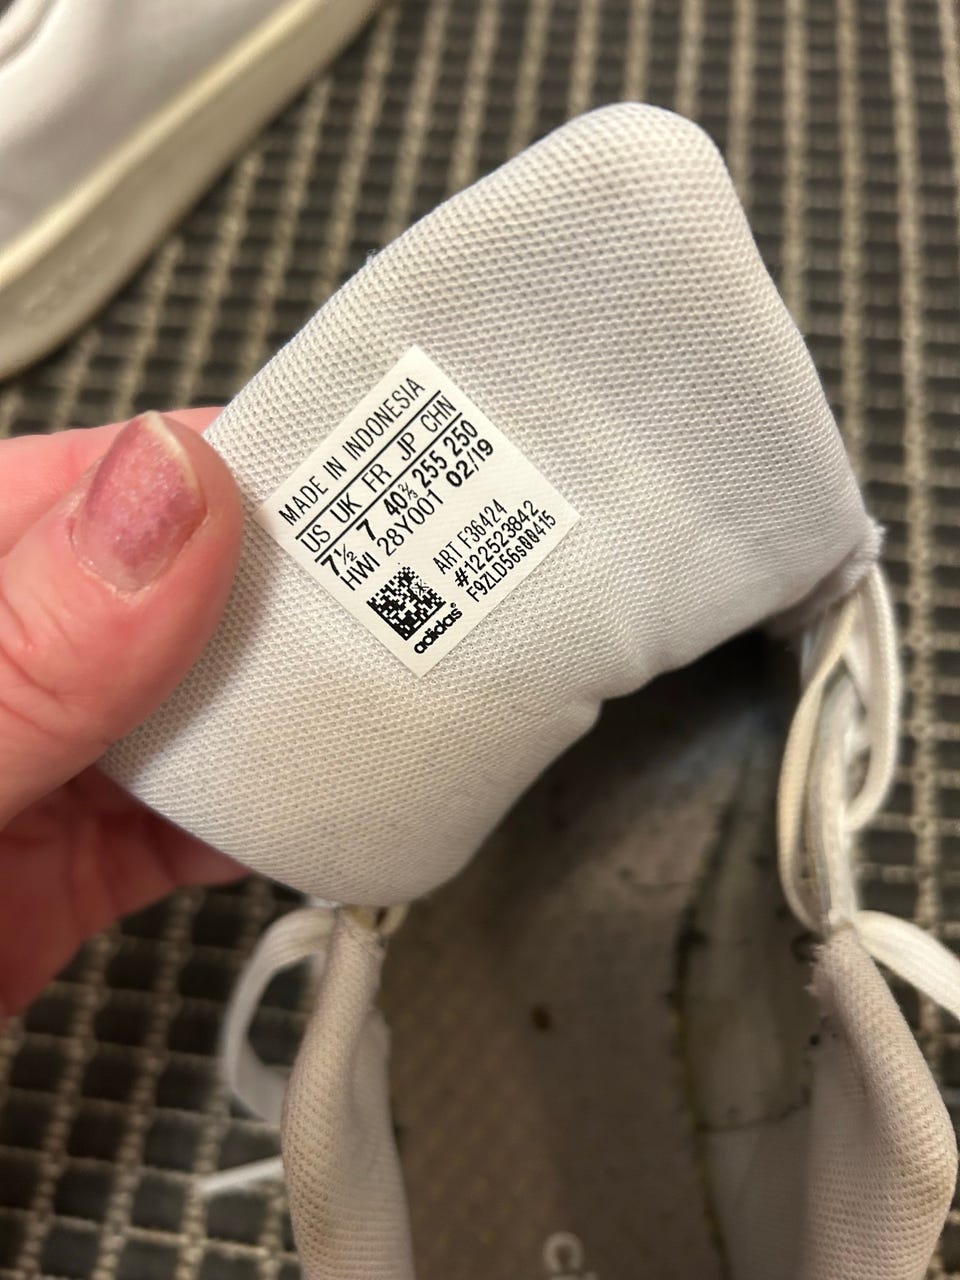 MADE IN INDONESIA
US UK FR JP CHN
7½ 7 40⅔ 255 250
HWI 28Y001 02/19
ART F36424
#122523842
adidas®